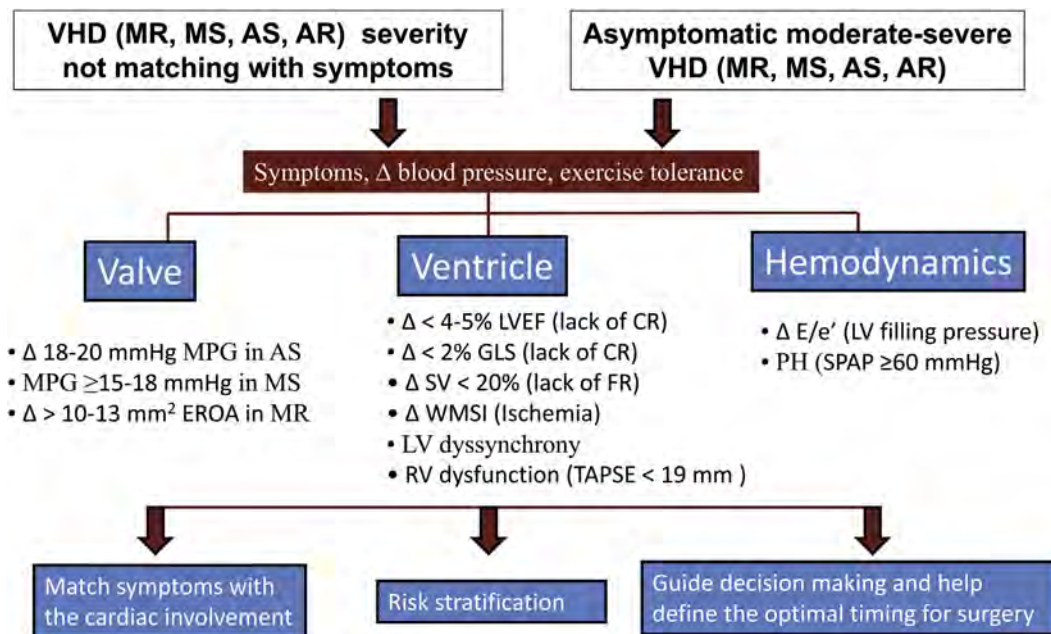 VHD (MR, MS, AS, AR) severity
not matching with symptoms
Asymptomatic moderate-severe
VHD (MR, MS, AS, AR)
Symptoms, Δ blood pressure, exercise tolerance
Valve
• Δ 18-20 mmHg MPG in AS
• MPG ≥15-18 mmHg in MS
• Δ > 10-13 mm² EROA in MR
Ventricle
• Δ < 4-5% LVEF (lack of CR)
• Δ < 2% GLS (lack of CR)
• Δ SV < 20% (lack of FR)
• Δ WMSI (Ischemia)
• LV dyssynchrony
• RV dysfunction (TAPSE < 19 mm )
Hemodynamics
• Δ E/e’ (LV filling pressure)
• PH (SPAP ≥60 mmHg)
Match symptoms with
the cardiac involvement
Risk stratification
Guide decision making and help
define the optimal timing for surgery